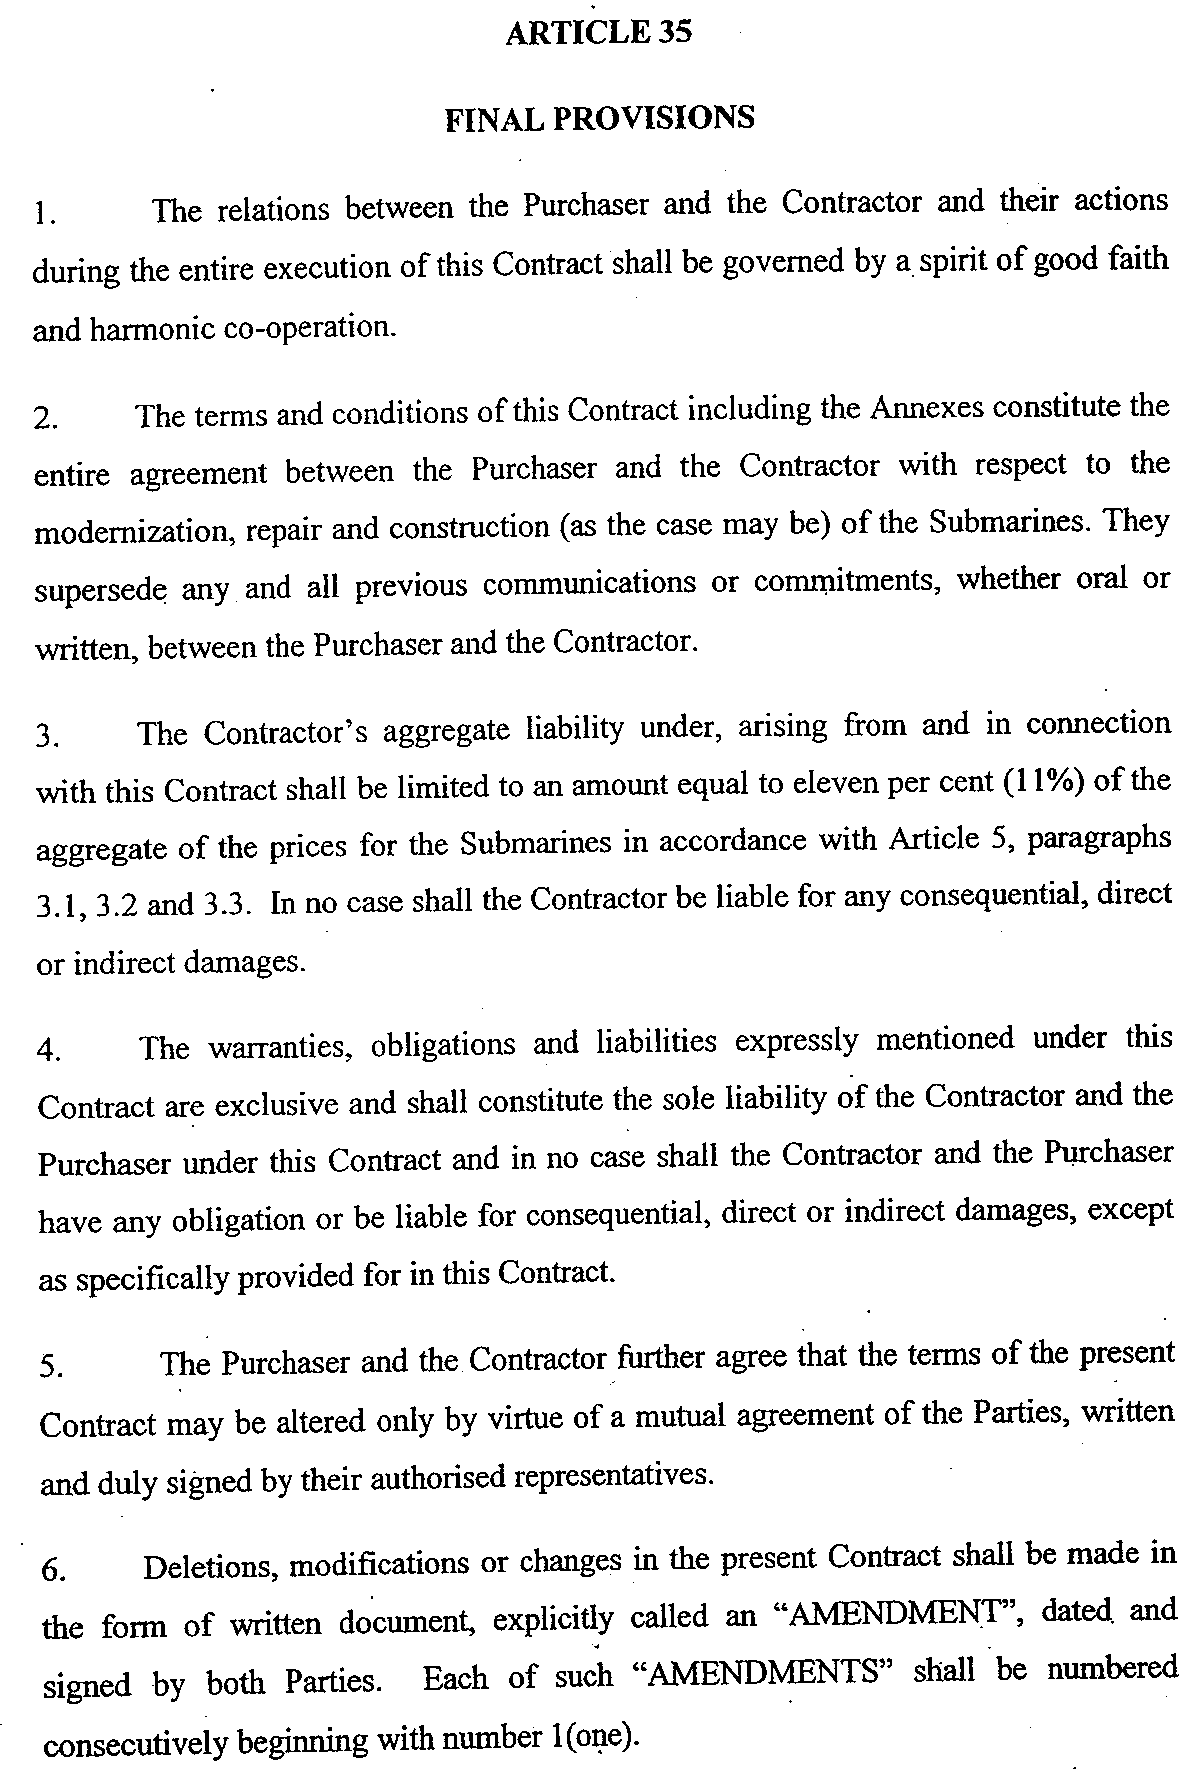 ARTICLE 35
FINAL PROVISIONS
1. The relations between the Purchaser and the Contractor and their actions
during the entire execution of this Contract shall be governed by a spirit of good faith
and harmonic co-operation.
2. The terms and conditions of this Contract including the Annexes constitute the
entire agreement between the Purchaser and the Contractor with respect to the
modernization, repair and construction (as the case may be) of the Submarines. They
supersede any and all previous communications or commitments, whether oral or
written, between the Purchaser and the Contractor.
3. The Contractor's aggregate liability under, arising from and in connection
with this Contract shall be limited to an amount equal to eleven per cent (11%) of the
aggregate of the prices for the Submarines in accordance with Article 5, paragraphs
3.1, 3.2 and 3.3. In no case shall the Contractor be liable for any consequential, direct
or indirect damages.
4. The warranties, obligations and liabilities expressly mentioned under this
Contract are exclusive and shall constitute the sole liability of the Contractor and the
Purchaser under this Contract and in no case shall the Contractor and the Purchaser
have any obligation or be liable for consequential, direct or indirect damages, except
as specifically provided for in this Contract.
5. The Purchaser and the Contractor further agree that the terms of the present
Contract may be altered only by virtue of a mutual agreement of the Parties, written
and duly signed by their authorised representatives.
6. Deletions, modifications or changes in the present Contract shall be made in
the form of written document, explicitly called an “AMENDMENT”, dated and
signed by both Parties. Each of such “AMENDMENTS” shall be numbered
consecutively beginning with number 1(one).